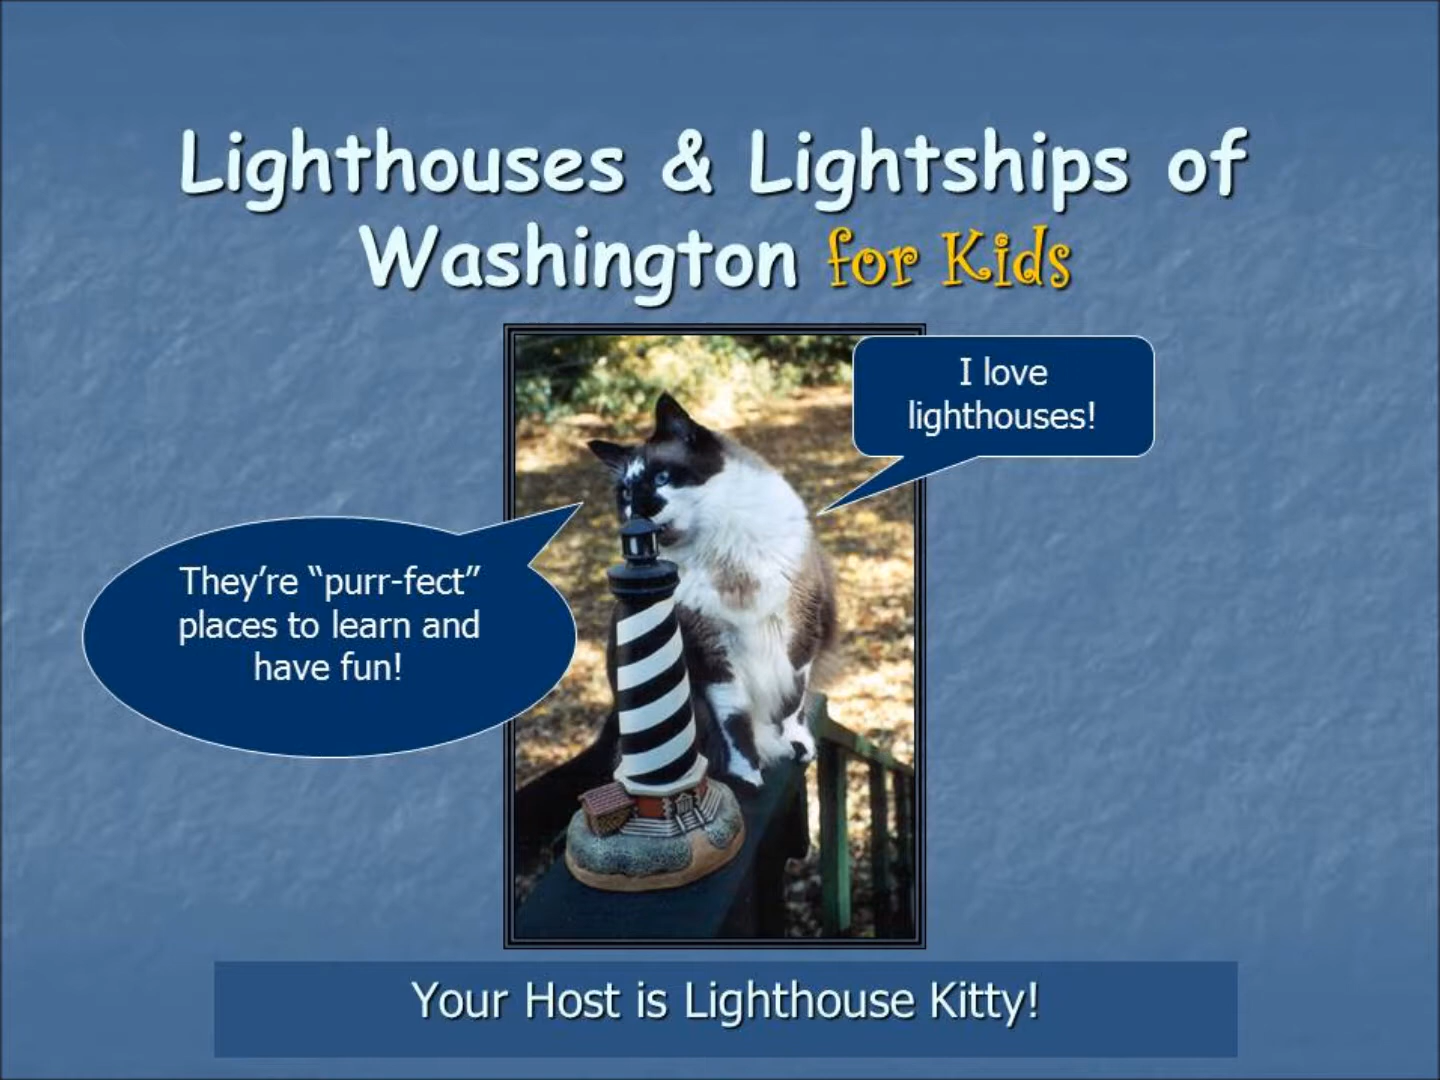 Lighthouses & Lightships of
Washington for Kids
I love
lighthouses!
They’re “purr-fect”
places to learn and
have fun!
Your Host is Lighthouse Kitty!